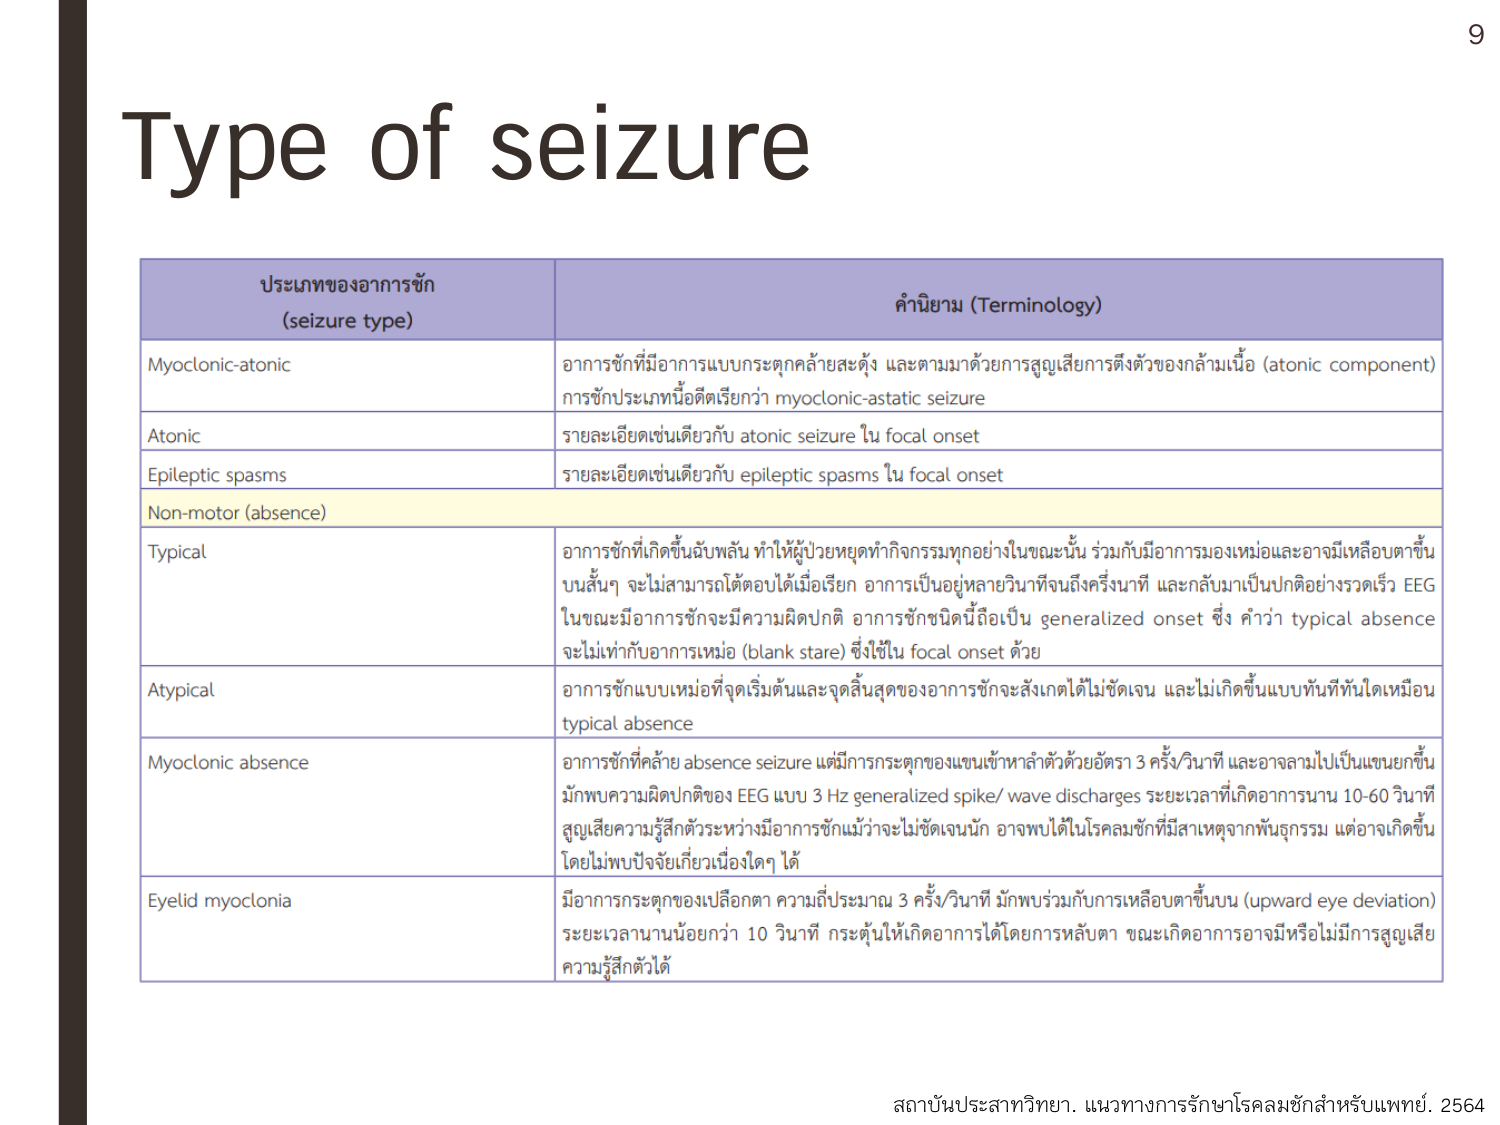 9
Type of seizure
ประเภทของอาการชัก
(seizure type)
คำนิยาม (Terminology)
Myoclonic-atonic
อาการชักที่มีอาการแบบกระตุกคล้ายสะดุ้ง และตามมาด้วยการสูญเสียการตึงตัวของกล้ามเนื้อ (atonic component)
การชักประเภทนี้อดีตเรียกว่า myoclonic-astatic seizure
Atonic
รายละเอียดเช่นเดียวกับ atonic seizure ใน focal onset
Epileptic spasms
รายละเอียดเช่นเดียวกับ epileptic spasms ใน focal onset
Non-motor (absence)
Typical
อาการชักที่เกิดขึ้นฉับพลัน ทำให้ผู้ป่วยหยุดทำกิจกรรมทุกอย่างในขณะนั้น ร่วมกับมีอาการมองเหม่อและอาจมีเหลือบตาขึ้น
บนสั้นๆ จะไม่สามารถโต้ตอบได้เมื่อเรียก อาการเป็นอยู่หลายวินาทีจนถึงครึ่งนาที และกลับมาเป็นปกติอย่างรวดเร็ว EEG
ในขณะมีอาการชักจะมีความผิดปกติ อาการชักชนิดนี้ถือเป็น generalized onset ซึ่ง คำว่า typical absence
จะไม่เท่ากับอาการเหม่อ (blank stare) ซึ่งใช้ใน focal onset ด้วย
Atypical
อาการชักแบบเหม่อที่จุดเริ่มต้นและจุดสิ้นสุดของอาการชักจะสังเกตได้ไม่ชัดเจน และไม่เกิดขึ้นแบบทันทีทันใดเหมือน
typical absence
Myoclonic absence
อาการชักที่คล้าย absence seizure แต่มีการกระตุกของแขนเข้าหาลำตัวด้วยอัตรา 3 ครั้ง/วินาที และอาจลามไปเป็นแขนยกขึ้น
มักพบความผิดปกติของ EEG แบบ 3 Hz generalized spike/ wave discharges ระยะเวลาที่เกิดอาการนาน 10-60 วินาที
สูญเสียความรู้สึกตัวระหว่างมีอาการชักแม้ว่าจะไม่ชัดเจนนัก อาจพบได้ในโรคลมชักที่มีสาเหตุจากพันธุกรรม แต่อาจเกิดขึ้น
โดยไม่พบปัจจัยเกี่ยวเนื่องใดๆ ได้
Eyelid myoclonia
มีอาการกระตุกของเปลือกตา ความถี่ประมาณ 3 ครั้ง/วินาที มักพบร่วมกับการเหลือบตาขึ้นบน (upward eye deviation)
ระยะเวลานานน้อยกว่า 10 วินาที กระตุ้นให้เกิดอาการได้โดยการหลับตา ขณะเกิดอาการอาจมีหรือไม่มีการสูญเสีย
ความรู้สึกตัวได้
สถาบันประสาทวิทยา. แนวทางการรักษาโรคลมชักสำหรับแพทย์. 2564